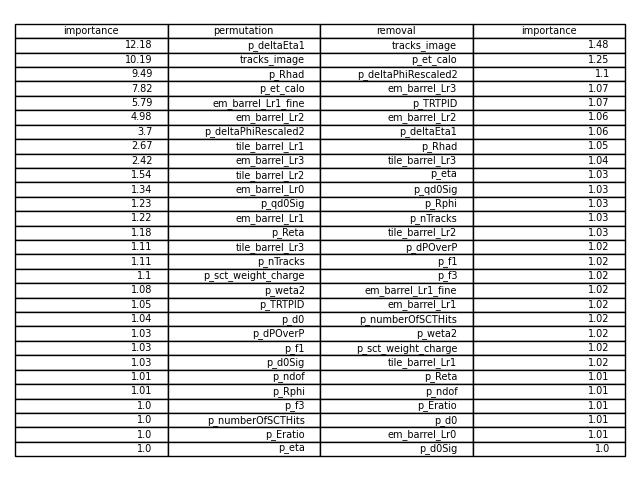 importance permutation removal importance
12.18 p_deltaEta1 tracks_image 1.48
10.19 tracks_image p_et_calo 1.25
9.49 p_Rhad p_deltaPhiRescaled2 1.1
7.82 p_et_calo em_barrel_Lr3 1.07
5.79 em_barrel_Lr1_fine p_TRTPID 1.07
4.98 em_barrel_Lr2 em_barrel_Lr2 1.06
3.7 p_deltaPhiRescaled2 p_deltaEta1 1.06
2.67 tile_barrel_Lr1 p_Rhad 1.05
2.42 em_barrel_Lr3 tile_barrel_Lr3 1.04
1.54 tile_barrel_Lr2 p_eta 1.03
1.34 em_barrel_Lr0 p_qd0Sig 1.03
1.23 p_qd0Sig p_Rphi 1.03
1.22 em_barrel_Lr1 p_nTracks 1.03
1.18 p_Reta tile_barrel_Lr2 1.03
1.11 tile_barrel_Lr3 p_dPOverP 1.02
1.11 p_nTracks p_f1 1.02
1.1 p_sct_weight_charge p_f3 1.02
1.08 p_weta2 em_barrel_Lr1_fine 1.02
1.05 p_TRTPID em_barrel_Lr1 1.02
1.04 p_d0 p_numberOfSCTHits 1.02
1.03 p_dPOverP p_weta2 1.02
1.03 p_f1 p_sct_weight_charge 1.02
1.03 p_d0Sig tile_barrel_Lr1 1.02
1.01 p_ndof p_Reta 1.01
1.01 p_Rphi p_ndof 1.01
1.0 p_f3 p_Eratio 1.01
1.0 p_numberOfSCTHits p_d0 1.01
1.0 p_Eratio em_barrel_Lr0 1.01
1.0 p_eta p_d0Sig 1.0